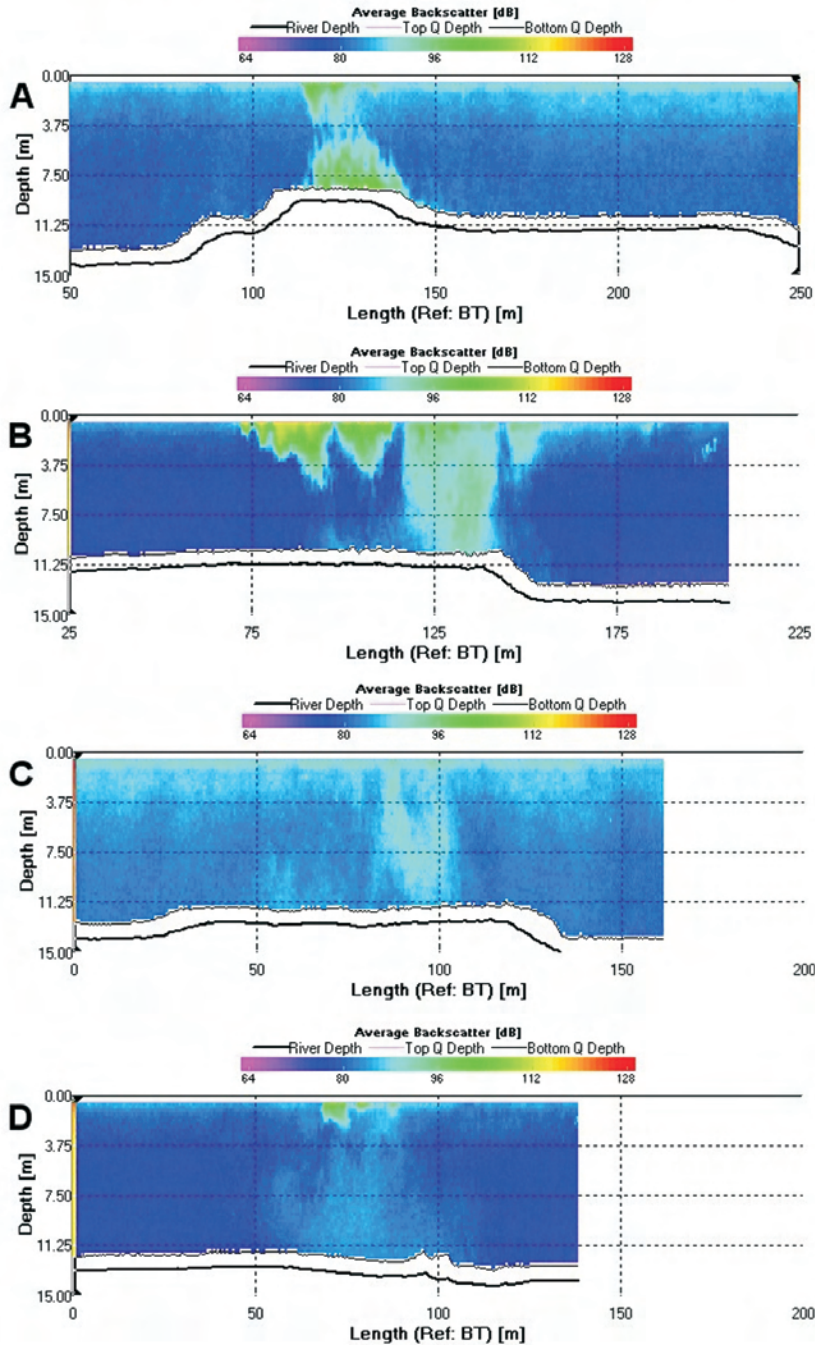 Average Backscatter [dB]
River Depth Top Q Depth Bottom Q Depth
64 80 96 112 128
A
0.00
3.75
7.50
11.25
15.00
Depth [m]
50 100 150 200 250
Length (Ref: BT) [m]
Average Backscatter [dB]
River Depth Top Q Depth Bottom Q Depth
64 80 96 112 128
B
0.00
3.75
7.50
11.25
15.00
Depth [m]
25 75 125 175 225
Length (Ref: BT) [m]
Average Backscatter [dB]
River Depth Top Q Depth Bottom Q Depth
64 80 96 112 128
C
0.00
3.75
7.50
11.25
15.00
Depth [m]
0 50 100 150 200
Length (Ref: BT) [m]
Average Backscatter [dB]
River Depth Top Q Depth Bottom Q Depth
64 80 96 112 128
D
0.00
3.75
7.50
11.25
15.00
Depth [m]
0 50 100 150 200
Length (Ref: BT) [m]